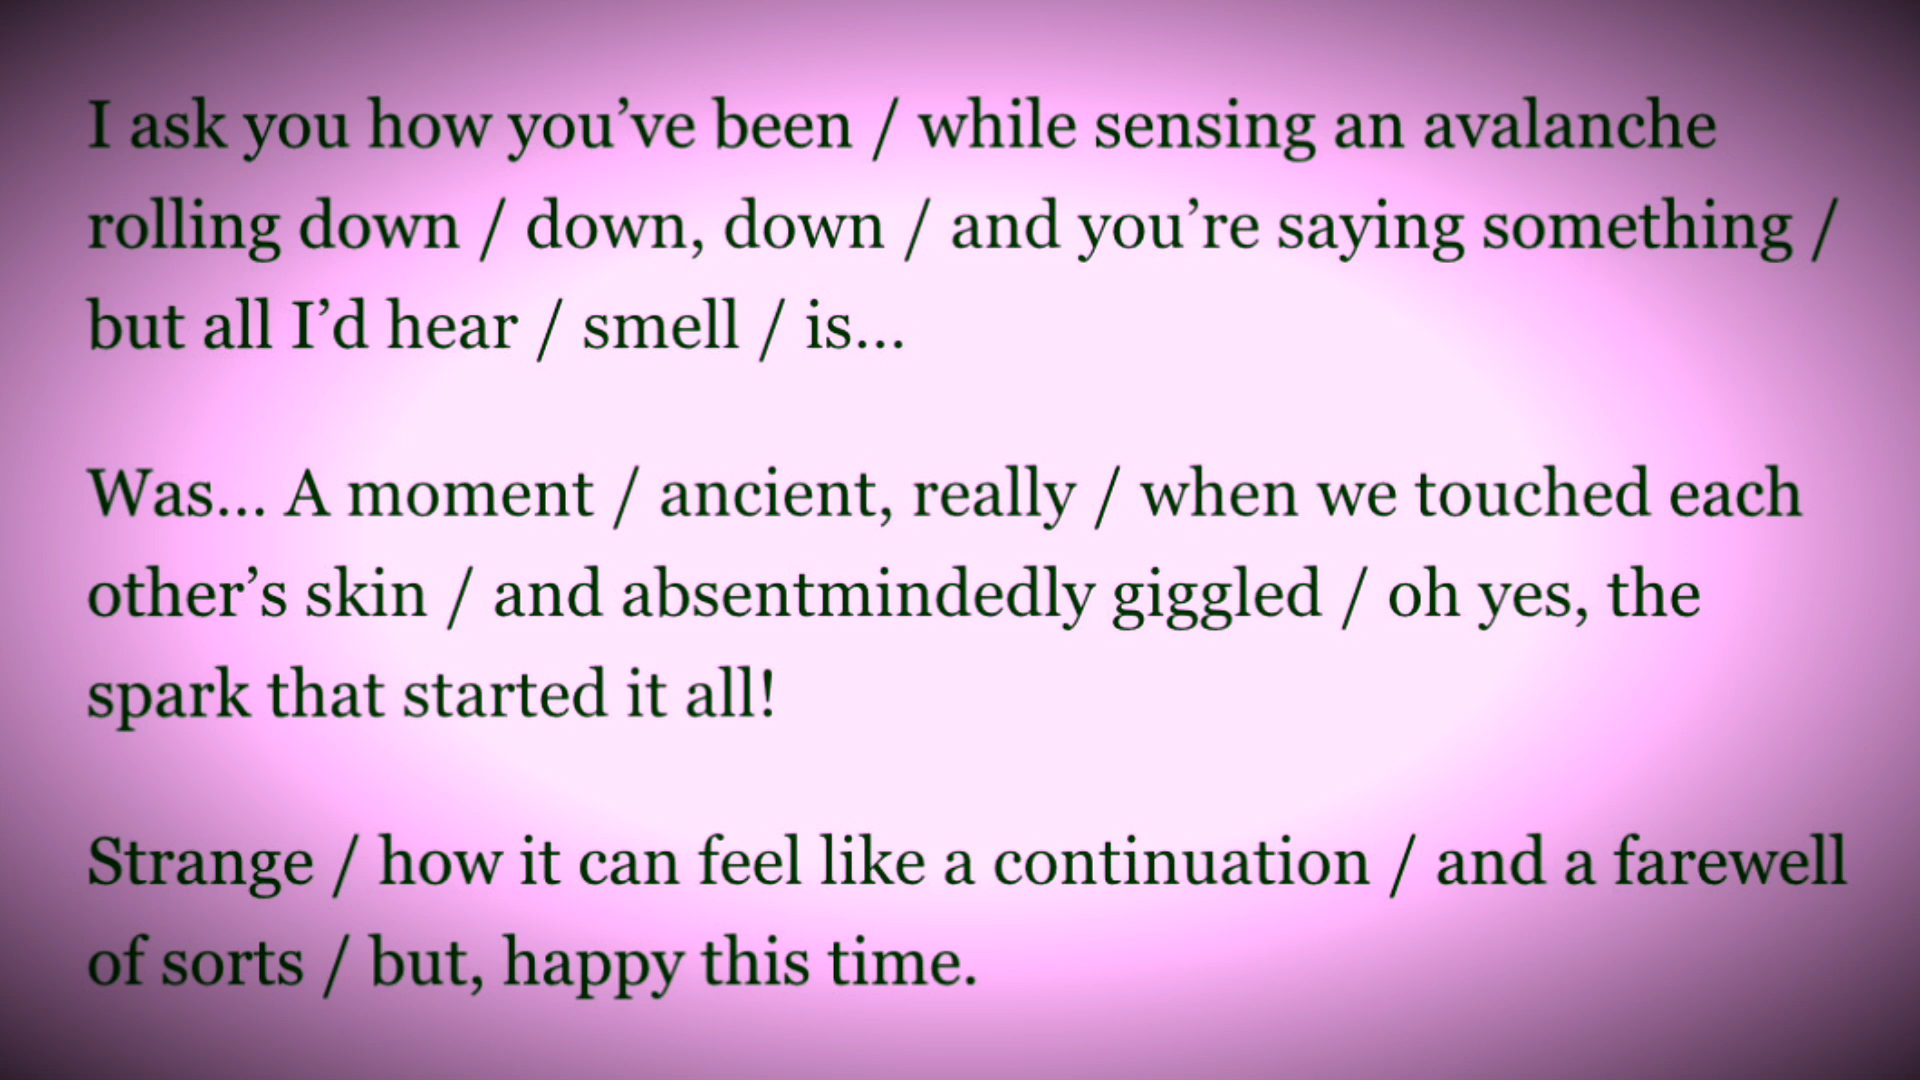 I ask you how you’ve been / while sensing an avalanche
rolling down / down, down / and you’re saying something /
but all I’d hear / smell / is...
Was... A moment / ancient, really / when we touched each
other’s skin / and absentmindedly giggled / oh yes, the
spark that started it all!
Strange / how it can feel like a continuation / and a farewell
of sorts / but, happy this time.